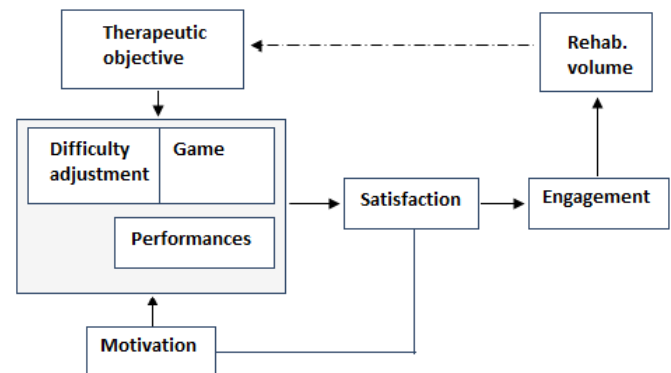 Therapeutic
objective
Rehab.
volume
Difficulty
adjustment
Game
Performances
Satisfaction
Engagement
Motivation